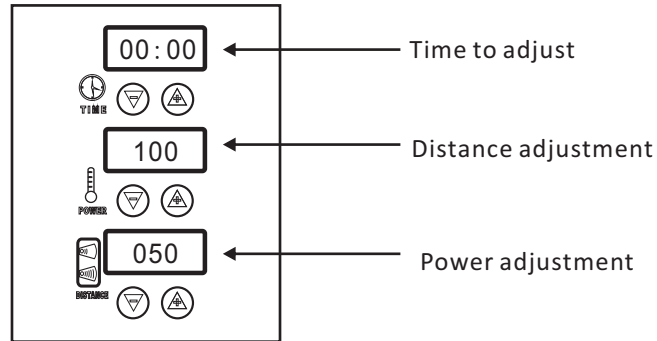 00:00
Time to adjust
TIME
100
Distance adjustment
POWER
050
Power adjustment
DISTANCE